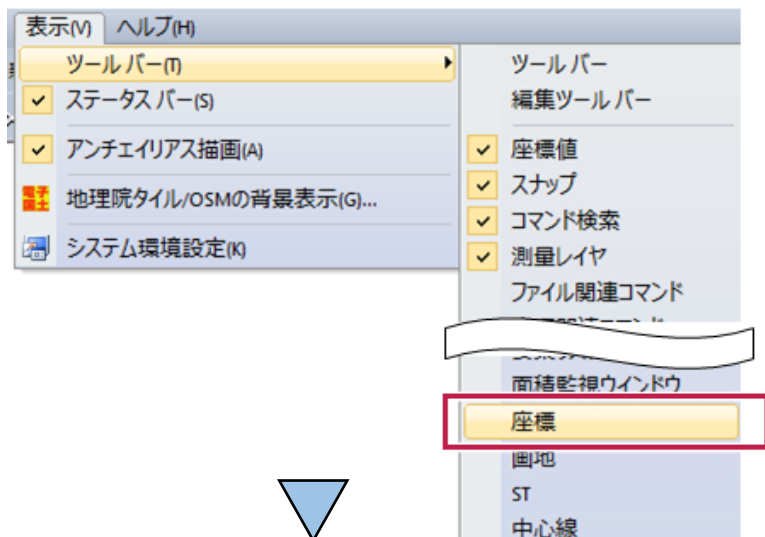 表示(V) ヘルプ(H)
ツール バー(T)
ステータス バー(S)
アンチエイリアス描画(A)
電子国土
地理院タイル/OSMの背景表示(G)...
システム環境設定(K)
ツール バー
編集ツール バー
座標値
スナップ
コマンド検索
測量レイヤ
ファイル関連コマンド
面積監視ウインドウ
座標
画地
ST
中心線